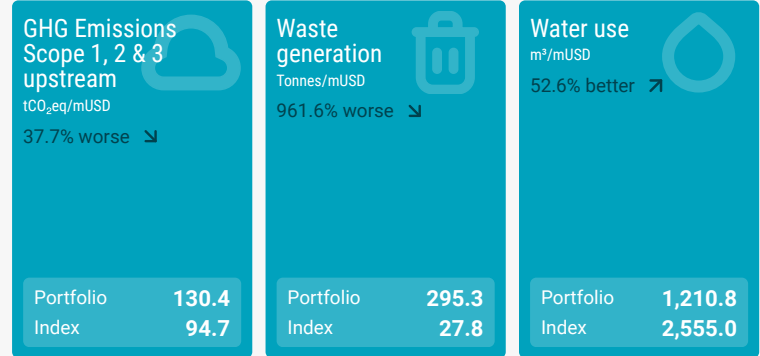 GHG Emissions
Scope 1, 2 & 3
upstream
tCO₂eq/mUSD
37.7% worse
Portfolio 130.4
Index 94.7
Waste
generation
Tonnes/mUSD
961.6% worse
Portfolio 295.3
Index 27.8
Water use
m³/mUSD
52.6% better
Portfolio 1,210.8
Index 2,555.0